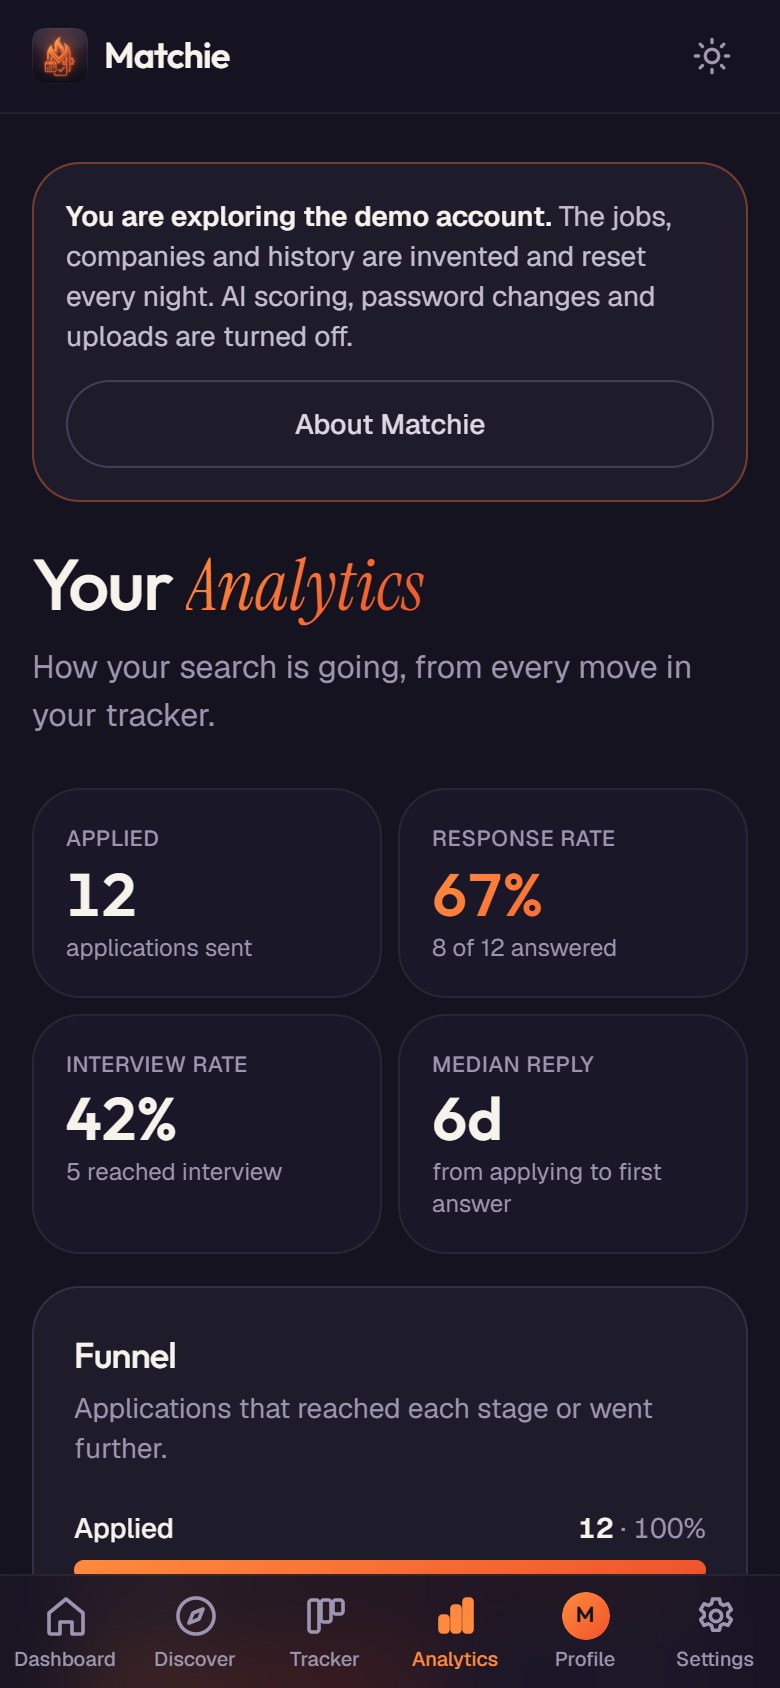 Matchie
You are exploring the demo account. The jobs,
companies and history are invented and reset
every night. AI scoring, password changes and
uploads are turned off.
About Matchie
Your Analytics
How your search is going, from every move in
your tracker.
APPLIED
12
applications sent
RESPONSE RATE
67%
8 of 12 answered
INTERVIEW RATE
42%
5 reached interview
MEDIAN REPLY
6d
from applying to first
answer
Funnel
Applications that reached each stage or went
further.
Applied 12 · 100%
M
Dashboard Discover Tracker Analytics Profile Settings